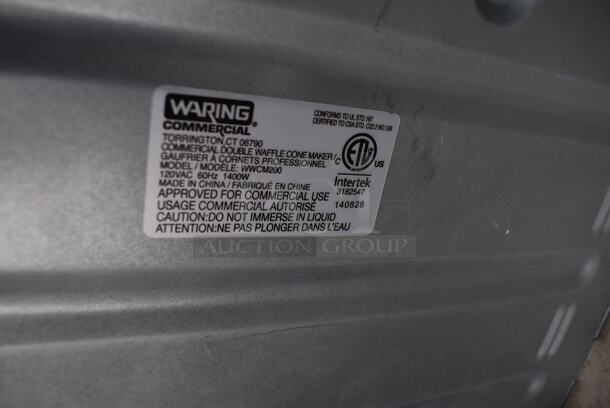 WARING
COMMERCIAL®
TORRINGTON, CT 06790
COMMERCIAL DOUBLE WAFFLE CONE MAKER/
GAUFRIER À CORNETS PROFESSIONNEL
MODEL / MODÈLE: WWCM200
120VAC 60Hz 1400W
MADE IN CHINA / FABRIQUÉ EN CHINE
APPROVED FOR COMMERCIAL USE
USAGE COMMERCIAL AUTORISÉ
CAUTION:DO NOT IMMERSE IN LIQUID
ATTENTION:NE PAS PLONGER DANS L'EAU
CONFORMS TO UL STD.197
CERTIFIED TO CSA STD. C22.2 NO.109
C ETL US
Intertek
3182547
140828
AUCTION GROUP